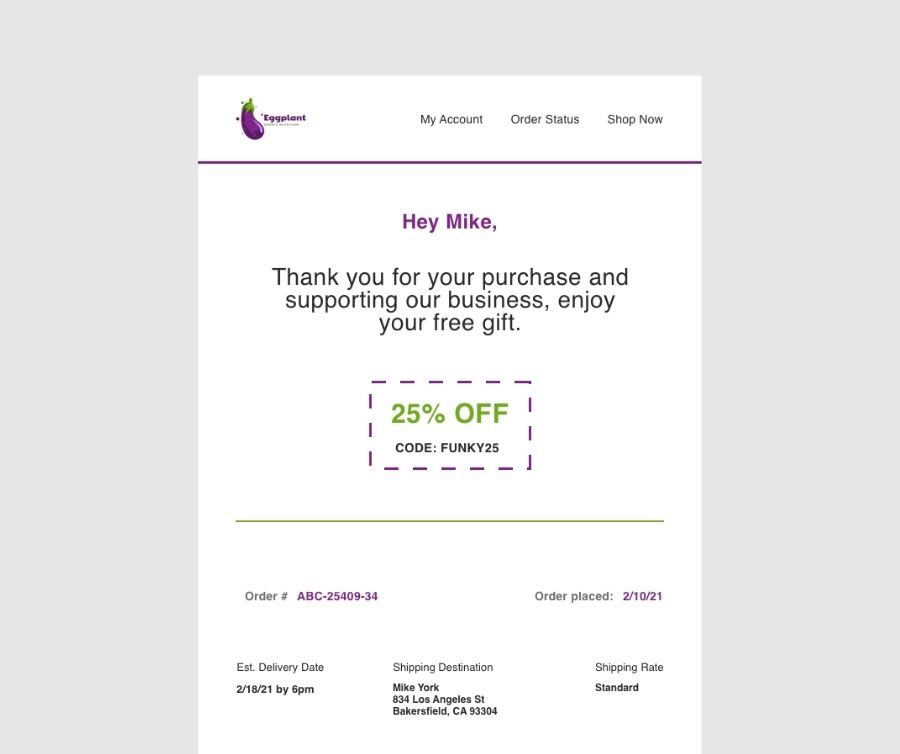 Eggplant
My Account Order Status Shop Now
Hey Mike,
Thank you for your purchase and
supporting our business, enjoy
your free gift.
25% OFF
CODE: FUNKY25
Order # ABC-25409-34 Order placed: 2/10/21
Est. Delivery Date Shipping Destination Shipping Rate
2/18/21 by 6pm Mike York Standard
834 Los Angeles St
Bakersfield, CA 93304